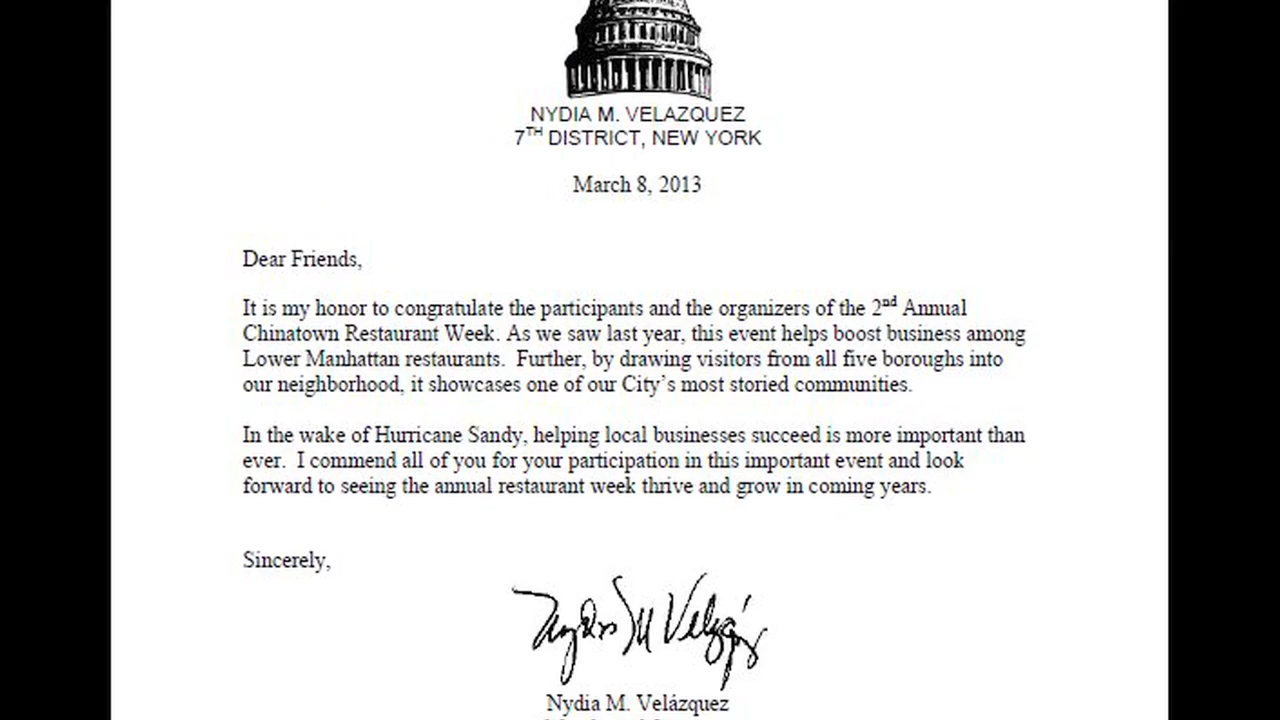 NYDIA M. VELAZQUEZ
7TH DISTRICT, NEW YORK
March 8, 2013
Dear Friends,
It is my honor to congratulate the participants and the organizers of the 2nd Annual
Chinatown Restaurant Week. As we saw last year, this event helps boost business among
Lower Manhattan restaurants.  Further, by drawing visitors from all five boroughs into
our neighborhood, it showcases one of our City's most storied communities.
In the wake of Hurricane Sandy, helping local businesses succeed is more important than
ever.  I commend all of you for your participation in this important event and look
forward to seeing the annual restaurant week thrive and grow in coming years.
Sincerely,
Nydia M Velázquez
Nydia M. Velázquez